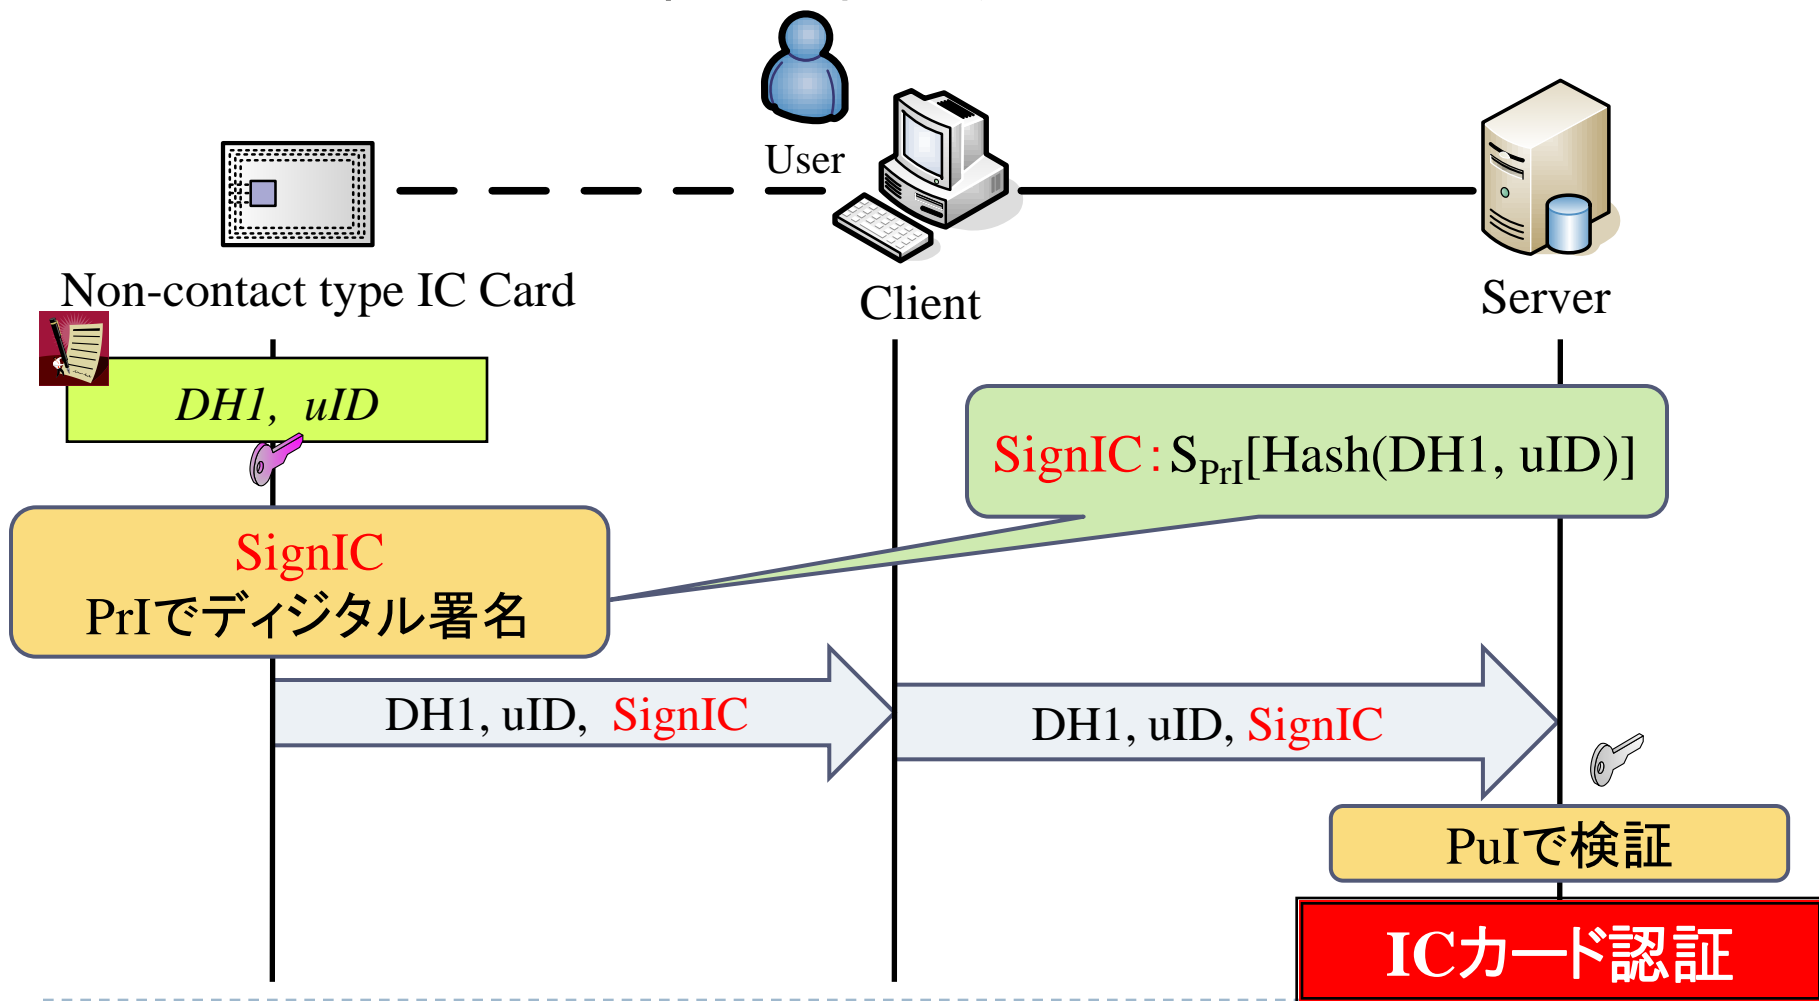 User
Non-contact type IC Card
Client
Server
DH1, uID
SignIC：S_PrI[Hash(DH1, uID)]
SignIC
PrIでディジタル署名
DH1, uID, SignIC
DH1, uID, SignIC
PuIで検証
ICカード認証